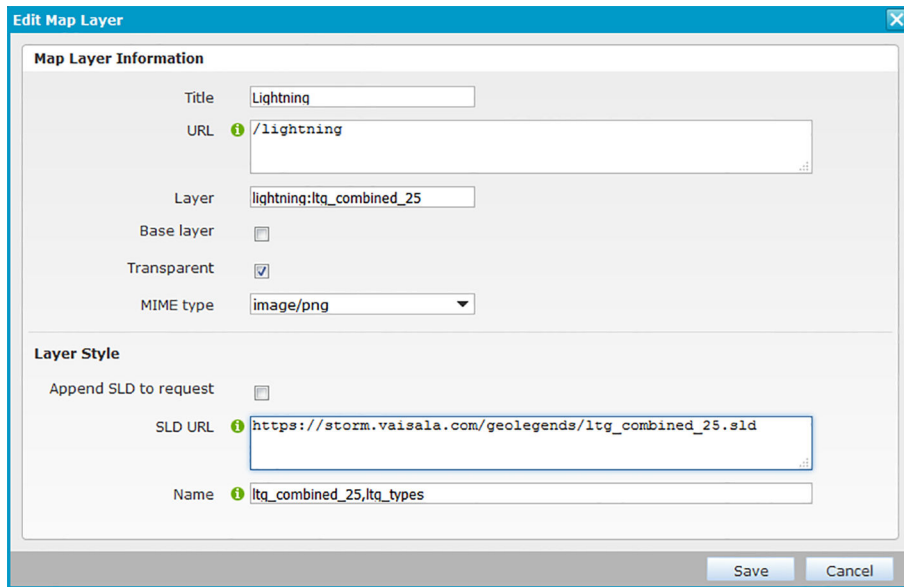 Edit Map Layer
Map Layer Information
Title Lightning
URL /lightning
Layer lightning:ltg_combined_25
Base layer
Transparent
MIME type image/png
Layer Style
Append SLD to request
SLD URL https://storm.vaisala.com/geolegends/ltg_combined_25.sld
Name ltg_combined_25,ltg_types
Save Cancel